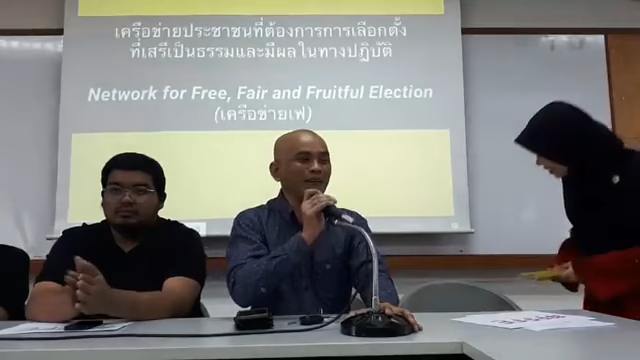 เครือข่ายประชาชนที่ต้องการการเลือกตั้ง
ที่เสรีเป็นธรรมและมีผลในทางปฏิบัติ
Network for Free, Fair and Fruitful Election
(เครือข่ายเฟ)